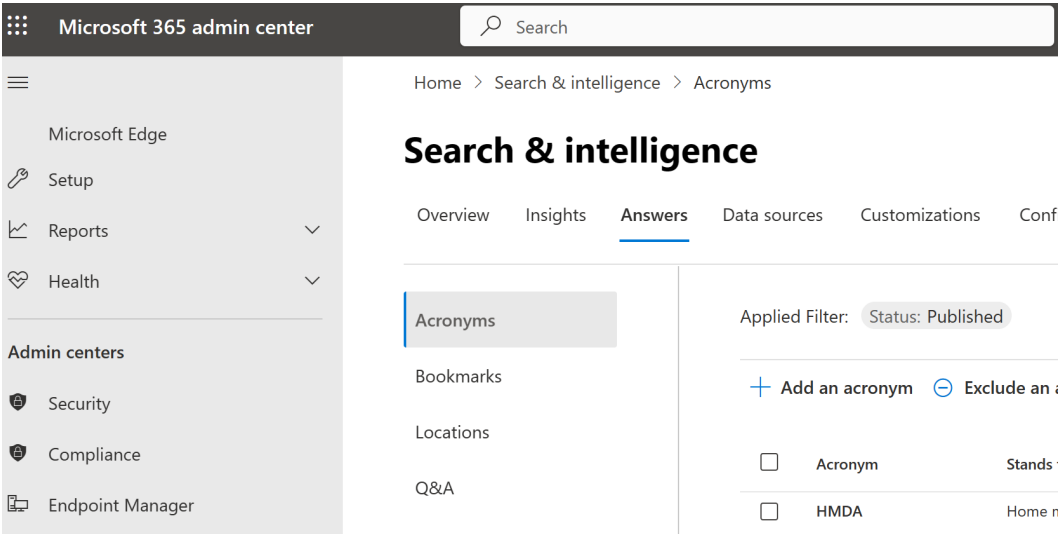 Microsoft 365 admin center
Search
Home > Search & intelligence > Acronyms
Microsoft Edge
Setup
Reports
Health
Admin centers
Security
Compliance
Endpoint Manager
Search & intelligence
Overview Insights Answers Data sources Customizations
Acronyms
Bookmarks
Locations
Q&A
Applied Filter: Status: Published
Add an acronym Exclude an
Acronym Stands
HMDA Home